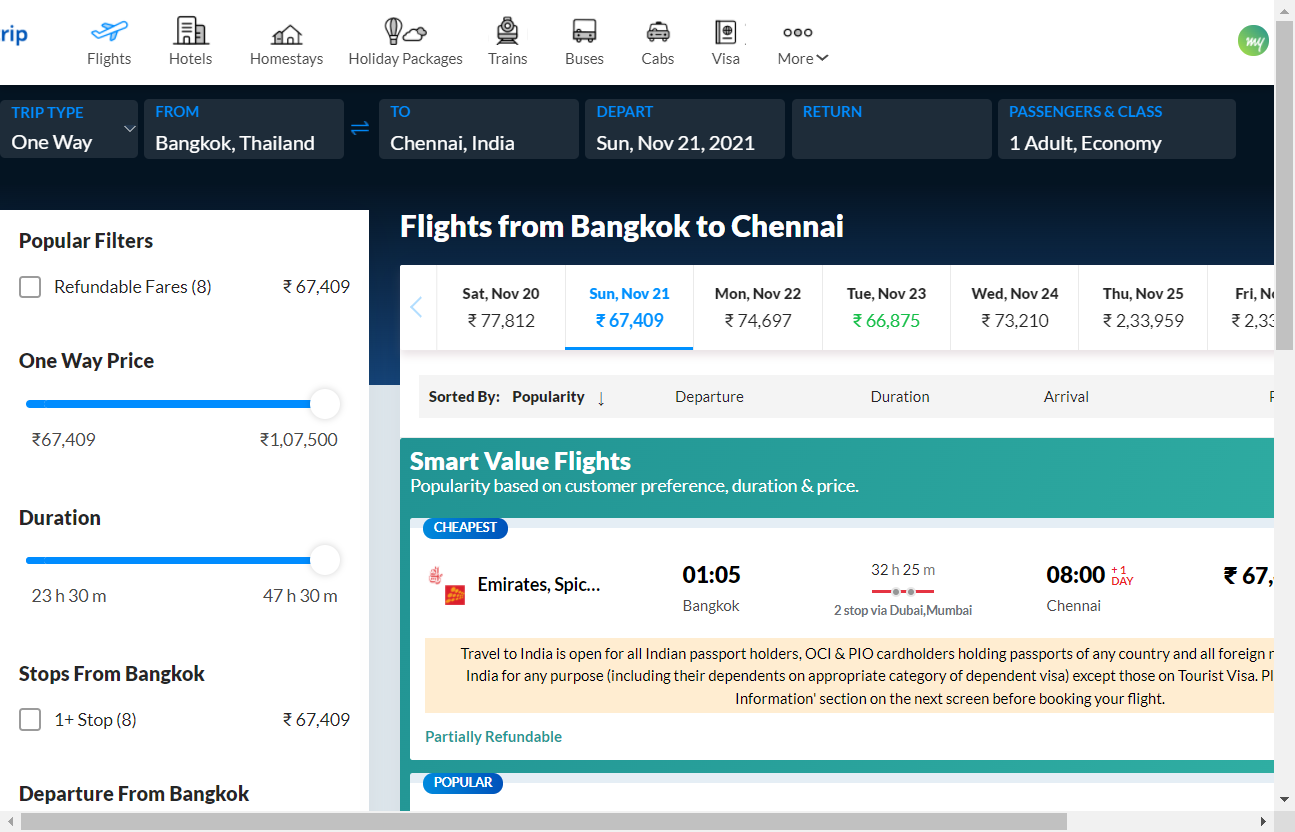 rip
Flights
Hotels
Homestays
Holiday Packages
Trains
Buses
Cabs
Visa
More
my
TRIP TYPE
One Way
FROM
Bangkok, Thailand
TO
Chennai, India
DEPART
Sun, Nov 21, 2021
RETURN
PASSENGERS & CLASS
1 Adult, Economy
Popular Filters
Refundable Fares (8) ₹ 67,409
One Way Price
₹67,409 ₹1,07,500
Duration
23 h 30 m 47 h 30 m
Stops From Bangkok
1+ Stop (8) ₹ 67,409
Departure From Bangkok
Flights from Bangkok to Chennai
Sat, Nov 20
₹ 77,812
Sun, Nov 21
₹ 67,409
Mon, Nov 22
₹ 74,697
Tue, Nov 23
₹ 66,875
Wed, Nov 24
₹ 73,210
Thu, Nov 25
₹ 2,33,959
Fri, N
₹ 2,33
Sorted By: Popularity ↓ Departure Duration Arrival
Smart Value Flights
Popularity based on customer preference, duration & price.
CHEAPEST
Emirates, Spic...
01:05
Bangkok
32 h 25 m
2 stop via Dubai,Mumbai
08:00 +1 DAY
Chennai
₹ 67,
Travel to India is open for all Indian passport holders, OCI & PIO cardholders holding passports of any country and all foreign
India for any purpose (including their dependents on appropriate category of dependent visa) except those on Tourist Visa. Pl
Information' section on the next screen before booking your flight.
Partially Refundable
POPULAR